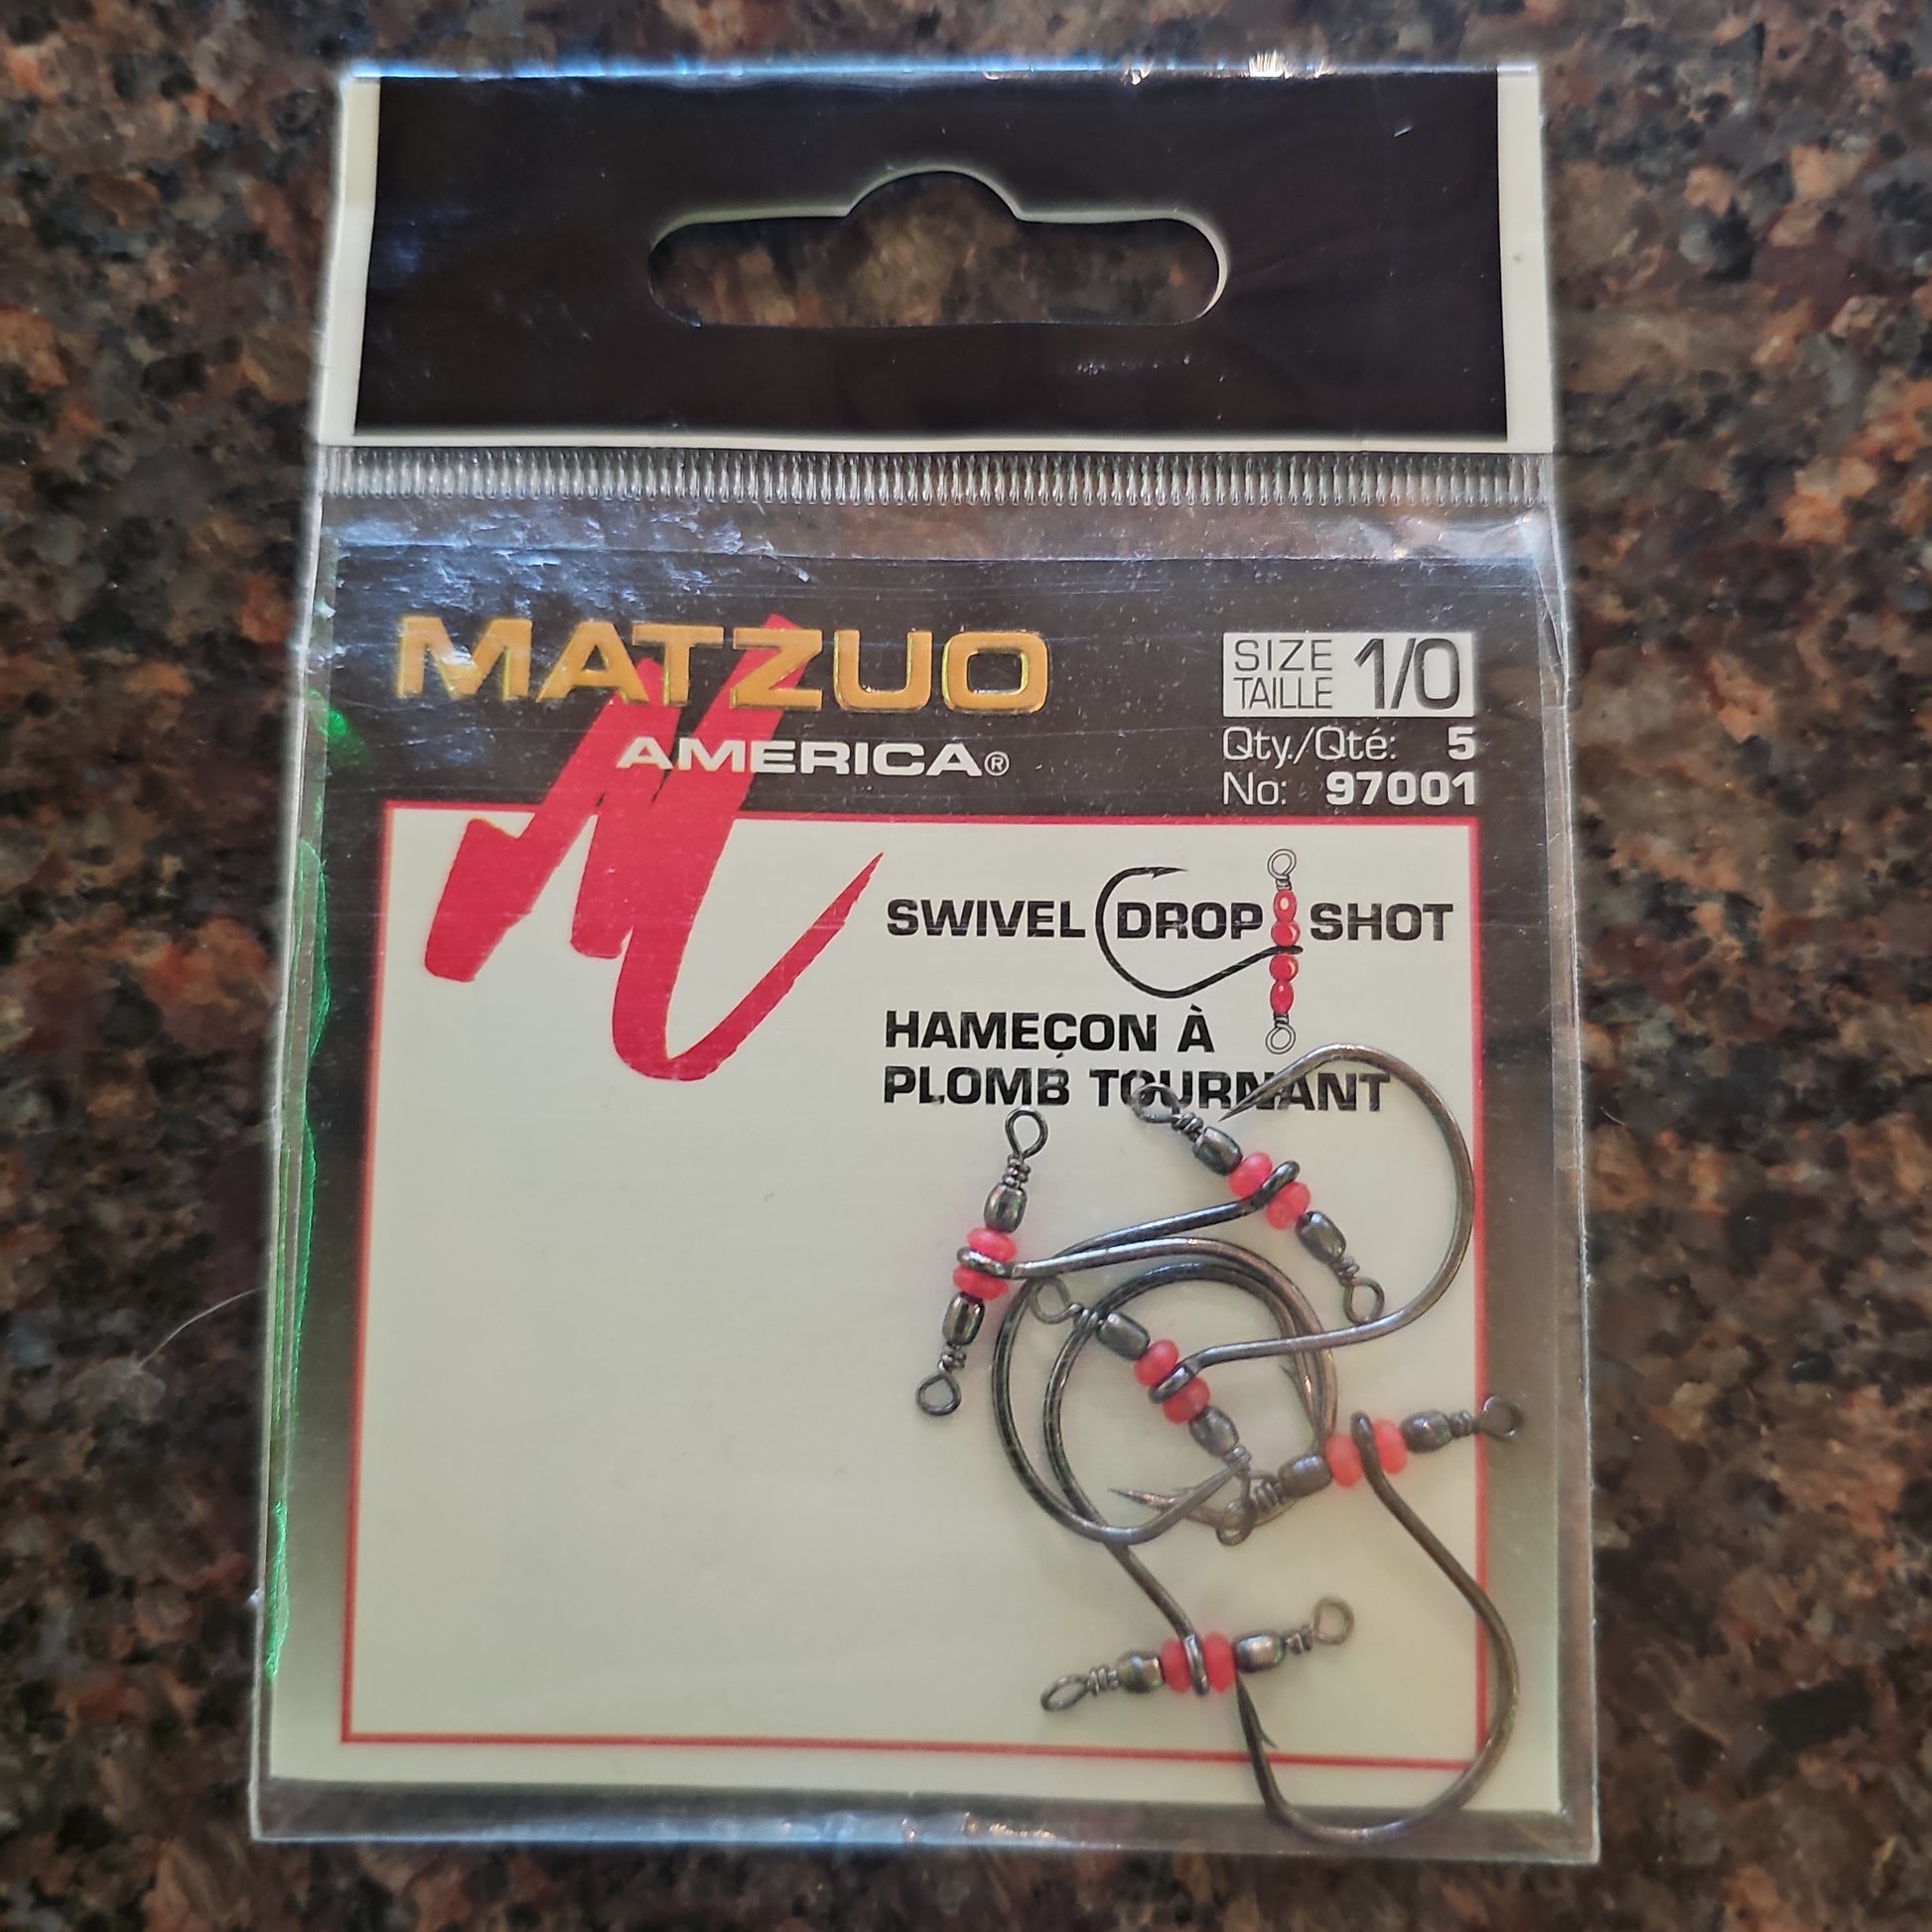 MATZUO
AMERICA®
SIZE
TAILLE 1/0
Qty./Qté: 5
No: 97001
SWIVEL DROP SHOT
HAMEÇON À
PLOMB TOURNANT